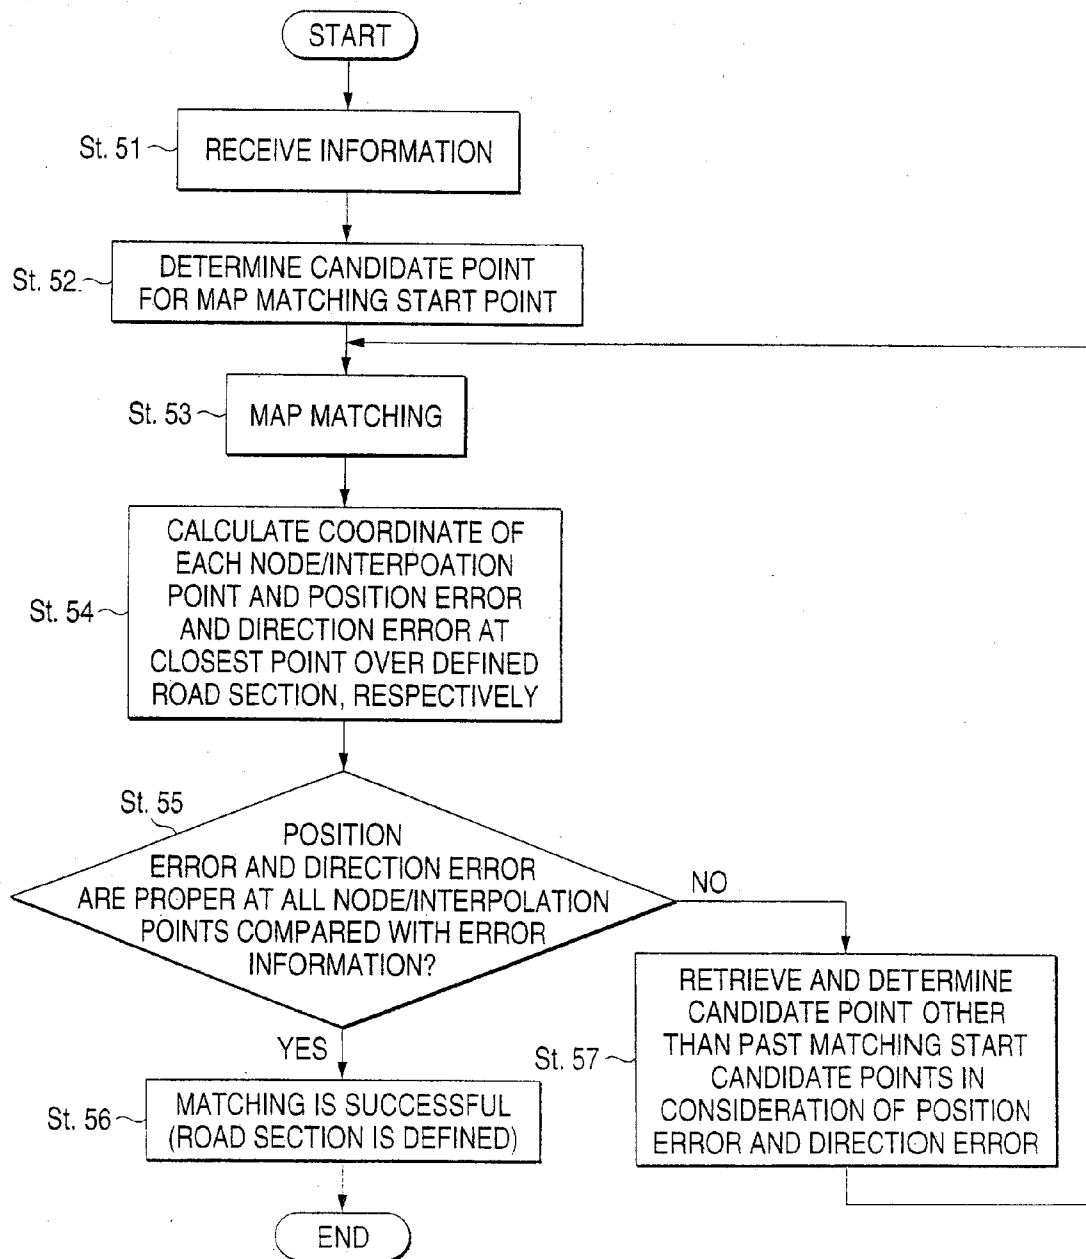 START
St. 51
RECEIVE INFORMATION
St. 52
DETERMINE CANDIDATE POINT
FOR MAP MATCHING START POINT
St. 53
MAP MATCHING
St. 54
CALCULATE COORDINATE OF
EACH NODE/INTERPOATION
POINT AND POSITION ERROR
AND DIRECTION ERROR AT
CLOSEST POINT OVER DEFINED
ROAD SECTION, RESPECTIVELY
St. 55
POSITION
ERROR AND DIRECTION ERROR
ARE PROPER AT ALL NODE/INTERPOLATION
POINTS COMPARED WITH ERROR
INFORMATION?
NO
YES
St. 57
RETRIEVE AND DETERMINE
CANDIDATE POINT OTHER
THAN PAST MATCHING START
CANDIDATE POINTS IN
CONSIDERATION OF POSITION
ERROR AND DIRECTION ERROR
St. 56
MATCHING IS SUCCESSFUL
(ROAD SECTION IS DEFINED)
END